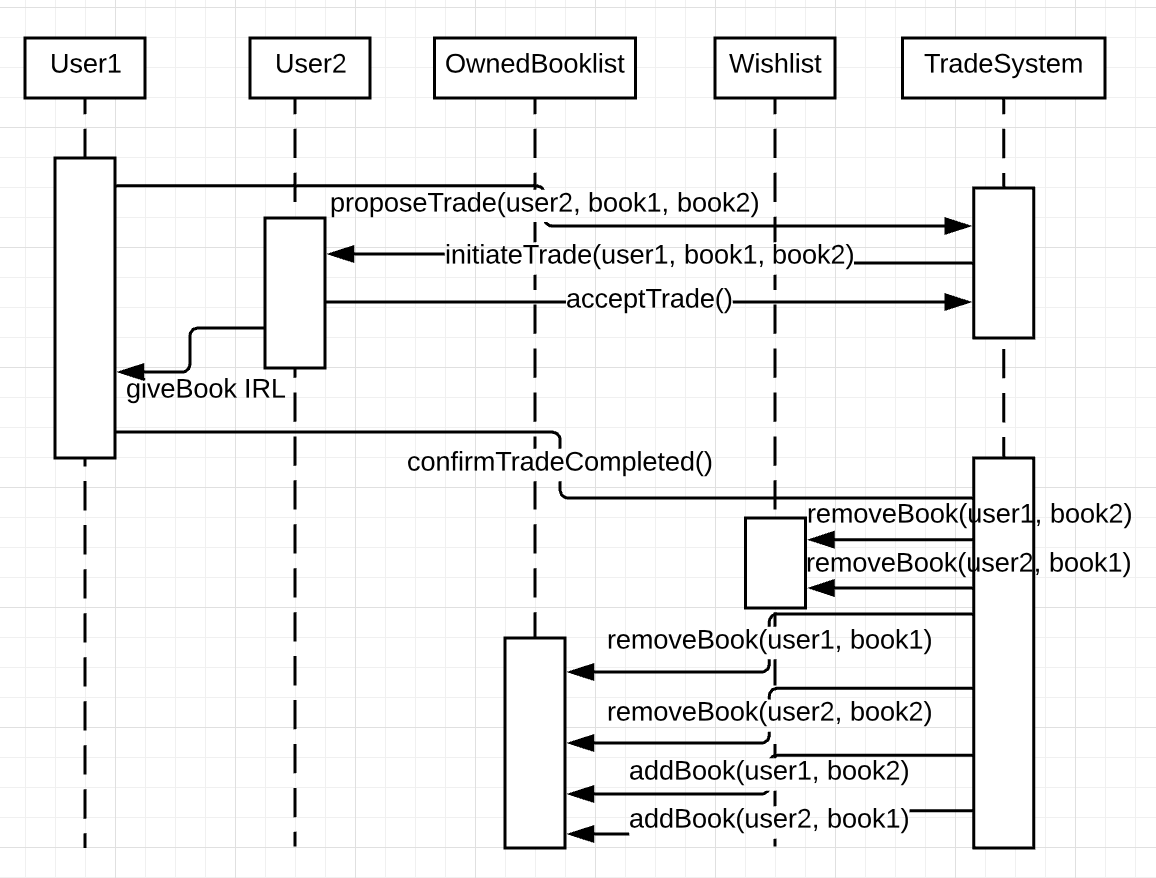 User1
User2
OwnedBooklist
Wishlist
TradeSystem
proposeTrade(user2, book1, book2)
initiateTrade(user1, book1, book2)
acceptTrade()
giveBook IRL
confirmTradeCompleted()
removeBook(user1, book2)
removeBook(user2, book1)
removeBook(user1, book1)
removeBook(user2, book2)
addBook(user1, book2)
addBook(user2, book1)